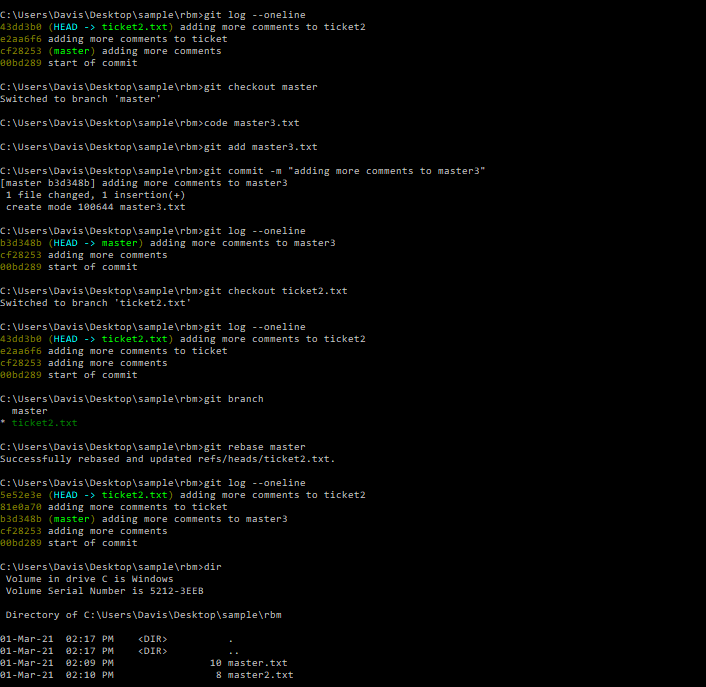 C:\Users\Davis\Desktop\sample\rbm>git log --oneline
43dd3b0 (HEAD -> ticket2.txt) adding more comments to ticket2
e2aa6f6 adding more comments to ticket
cf28253 (master) adding more comments
00bd289 start of commit
C:\Users\Davis\Desktop\sample\rbm>git checkout master
Switched to branch 'master'
C:\Users\Davis\Desktop\sample\rbm>code master3.txt
C:\Users\Davis\Desktop\sample\rbm>git add master3.txt
C:\Users\Davis\Desktop\sample\rbm>git commit -m "adding more comments to master3"
[master b3d348b] adding more comments to master3
1 file changed, 1 insertion(+)
create mode 100644 master3.txt
C:\Users\Davis\Desktop\sample\rbm>git log --oneline
b3d348b (HEAD -> master) adding more comments to master3
cf28253 adding more comments
00bd289 start of commit
C:\Users\Davis\Desktop\sample\rbm>git checkout ticket2.txt
Switched to branch 'ticket2.txt'
C:\Users\Davis\Desktop\sample\rbm>git log --oneline
43dd3b0 (HEAD -> ticket2.txt) adding more comments to ticket2
e2aa6f6 adding more comments to ticket
cf28253 adding more comments
00bd289 start of commit
C:\Users\Davis\Desktop\sample\rbm>git branch
master
* ticket2.txt
C:\Users\Davis\Desktop\sample\rbm>git rebase master
Successfully rebased and updated refs/heads/ticket2.txt.
C:\Users\Davis\Desktop\sample\rbm>git log --oneline
5e52e3e (HEAD -> ticket2.txt) adding more comments to ticket2
81e0a70 adding more comments to ticket
b3d348b (master) adding more comments to master3
cf28253 adding more comments
00bd289 start of commit
C:\Users\Davis\Desktop\sample\rbm>dir
Volume in drive C is Windows
Volume Serial Number is 5212-3EEB
Directory of C:\Users\Davis\Desktop\sample\rbm
01-Mar-21 02:17 PM <DIR> .
01-Mar-21 02:17 PM <DIR> ..
01-Mar-21 02:09 PM 10 master.txt
01-Mar-21 02:10 PM 8 master2.txt